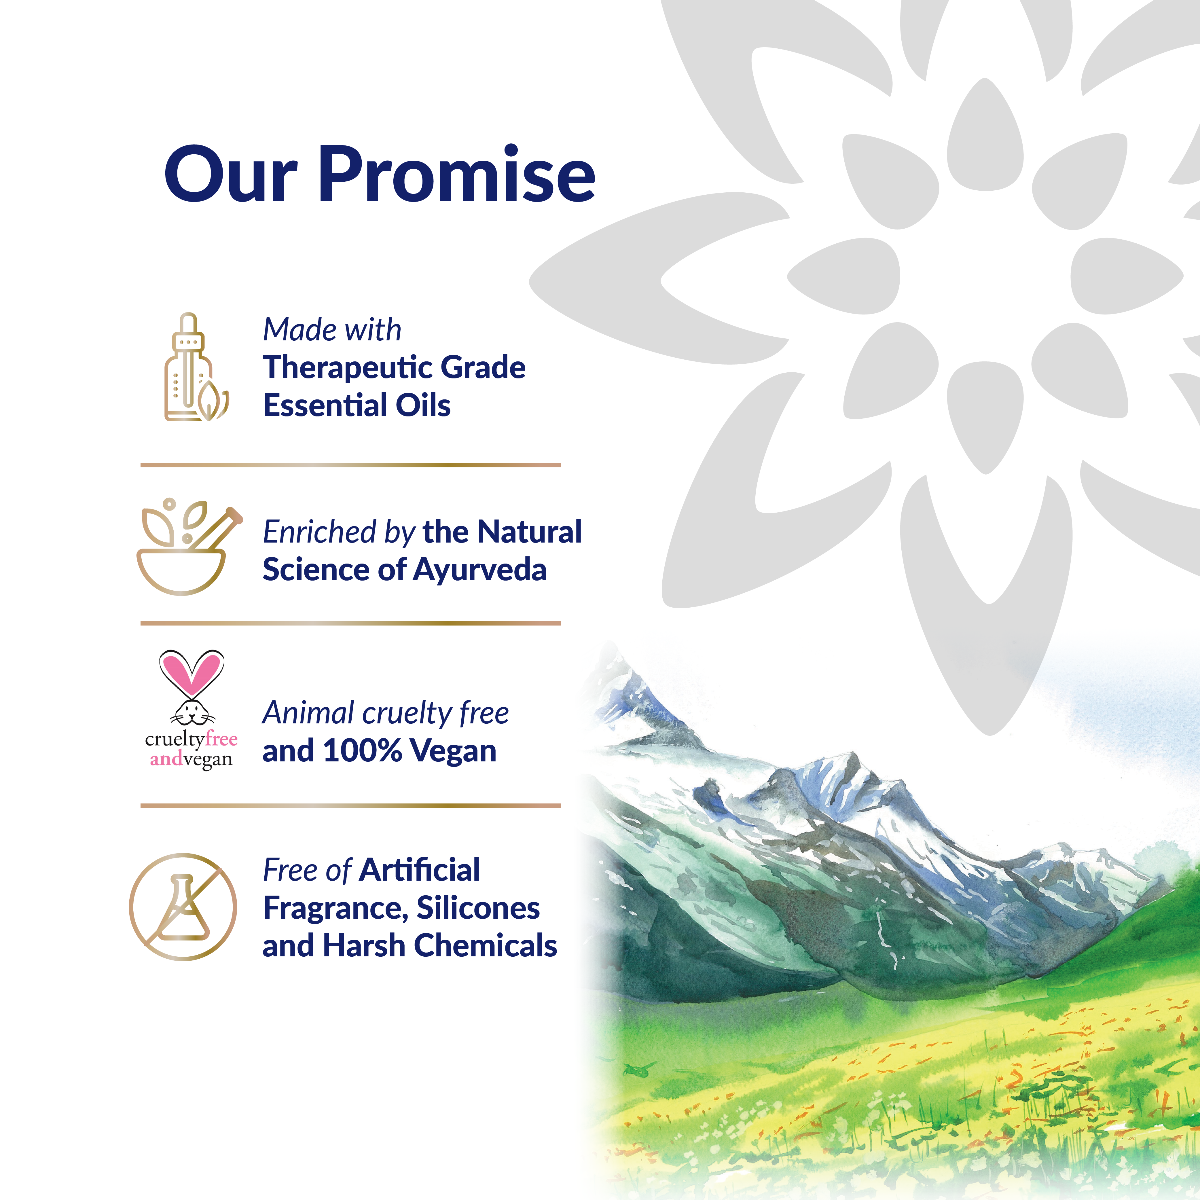 Our Promise
Made with
Therapeutic Grade
Essential Oils
Enriched by the Natural
Science of Ayurveda
crueltyfree
andvegan
Animal cruelty free
and 100% Vegan
Free of Artificial
Fragrance, Silicones
and Harsh Chemicals